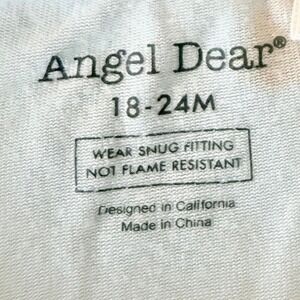 Angel Dear®
18-24M
WEAR SNUG FITTING
NOT FLAME RESISTANT
Designed in California
Made in China